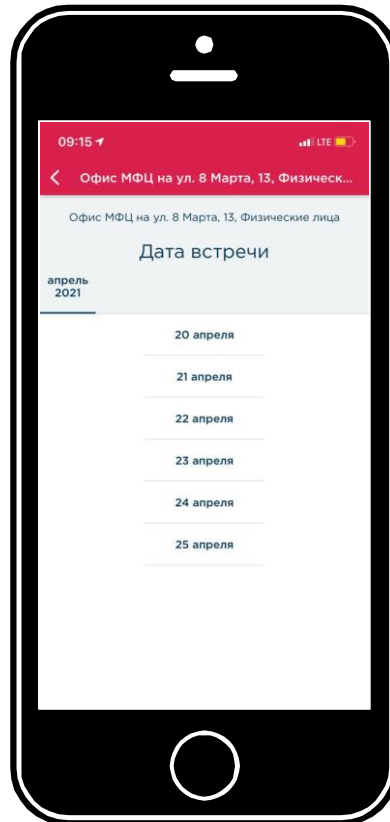 09:15
LTE
Офис МФЦ на ул. 8 Марта, 13, Физическ...
Офис МФЦ на ул. 8 Марта, 13, Физические лица
Дата встречи
апрель
2021
20 апреля
21 апреля
22 апреля
23 апреля
24 апреля
25 апреля